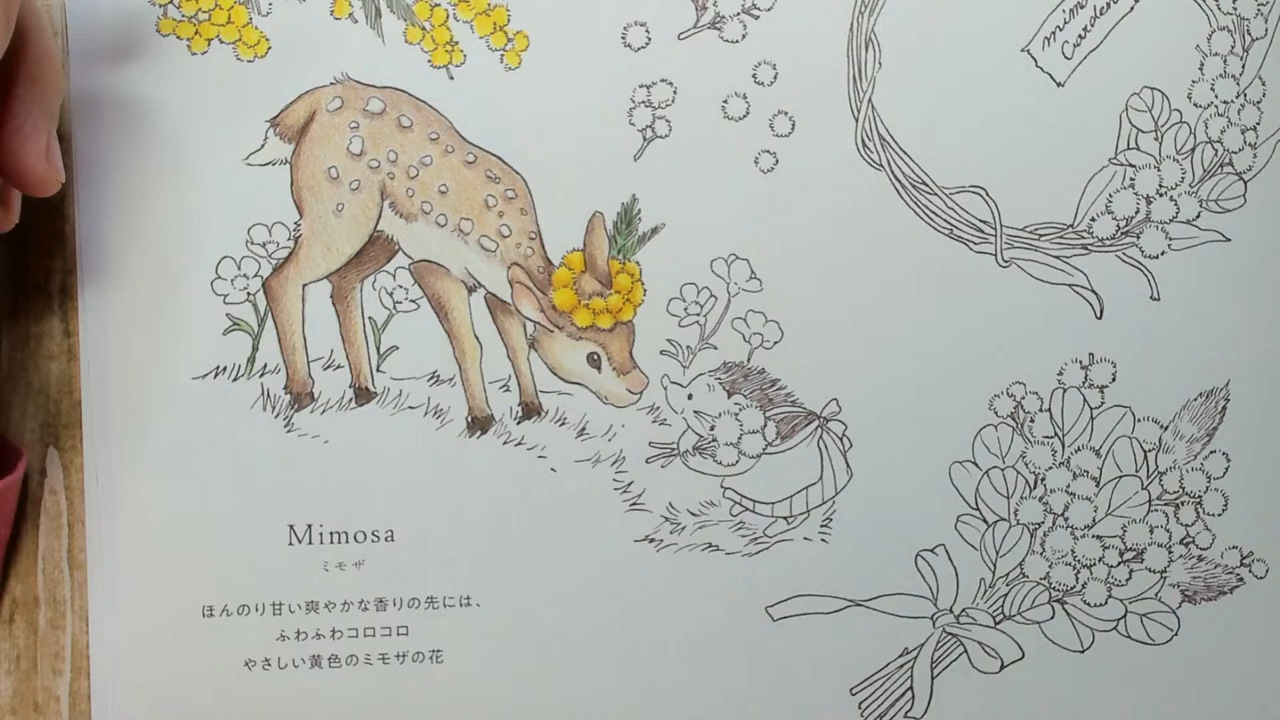 Garden
Mimosa
ミモザ
ほんのり甘い爽やかな香りの先には、
ふわふわコロコロ
やさしい黄色のミモザの花